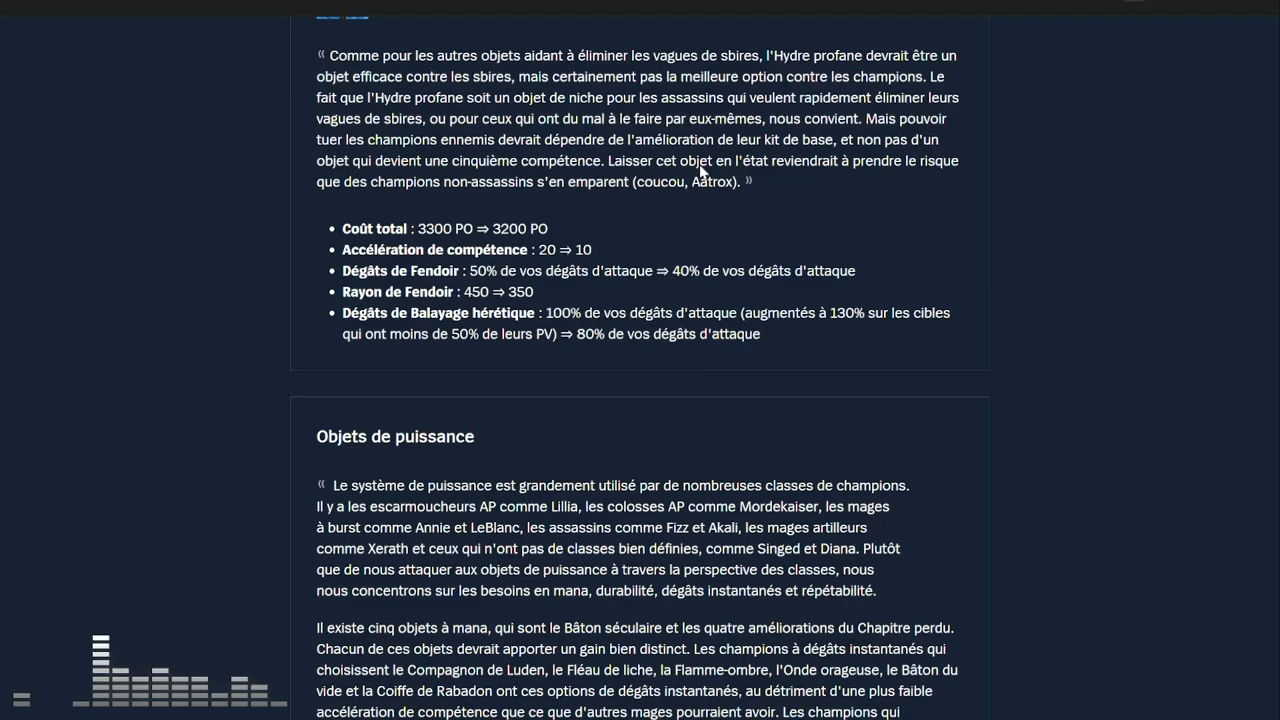 « Comme pour les autres objets aidant à éliminer les vagues de sbires, l'Hydre profane devrait être un
objet efficace contre les sbires, mais certainement pas la meilleure option contre les champions. Le
fait que l'Hydre profane soit un objet de niche pour les assassins qui veulent rapidement éliminer leurs
vagues de sbires, ou pour ceux qui ont du mal à le faire par eux-mêmes, nous convient. Mais pouvoir
tuer les champions ennemis devrait dépendre de l'amélioration de leur kit de base, et non pas d'un
objet qui devient une cinquième compétence. Laisser cet objet en l'état reviendrait à prendre le risque
que des champions non-assassins s'en emparent (coucou, Aatrox). »
• Coût total : 3300 PO ⇒ 3200 PO
• Accélération de compétence : 20 ⇒ 10
• Dégâts de Fendoir : 50% de vos dégâts d'attaque ⇒ 40% de vos dégâts d'attaque
• Rayon de Fendoir : 450 ⇒ 350
• Dégâts de Balayage hérétique : 100% de vos dégâts d'attaque (augmentés à 130% sur les cibles
qui ont moins de 50% de leurs PV) ⇒ 80% de vos dégâts d'attaque
Objets de puissance
« Le système de puissance est grandement utilisé par de nombreuses classes de champions.
Il y a les escarmoucheurs AP comme Lillia, les colosses AP comme Mordekaiser, les mages
à burst comme Annie et LeBlanc, les assassins comme Fizz et Akali, les mages artilleurs
comme Xerath et ceux qui n'ont pas de classes bien définies, comme Singed et Diana. Plutôt
que de nous attaquer aux objets de puissance à travers la perspective des classes, nous
nous concentrons sur les besoins en mana, durabilité, dégâts instantanés et répétabilité.
Il existe cinq objets à mana, qui sont le Bâton séculaire et les quatre améliorations du Chapitre perdu.
Chacun de ces objets devrait apporter un gain bien distinct. Les champions à dégâts instantanés qui
choisissent le Compagnon de Luden, le Fléau de liche, la Flamme-ombre, l'Onde orageuse, le Bâton du
vide et la Coiffe de Rabadon ont ces options de dégâts instantanés, au détriment d'une plus faible
accélération de compétence que ce que d'autres mages pourraient avoir. Les champions qui